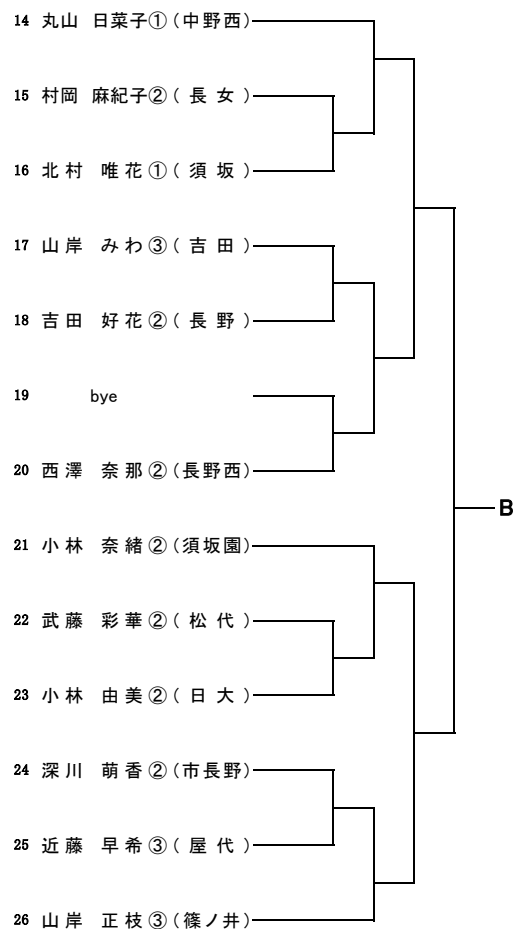 14 丸山 日菜子①(中野西)
15 村岡 麻紀子②( 長 女 )
16 北 村 唯 花 ①( 須 坂 )
17 山 岸 み わ ③( 吉 田 )
18 吉 田 好 花 ②( 長 野 )
19 bye
20 西 澤 奈 那 ②(長野西)
B
21 小 林 奈 緒 ②(須坂園)
22 武 藤 彩 華 ②( 松 代 )
23 小 林 由 美 ②( 日 大 )
24 深 川 萌 香 ②(市長野)
25 近 藤 早 希 ③( 屋 代 )
26 山 岸 正 枝 ③(篠ノ井)